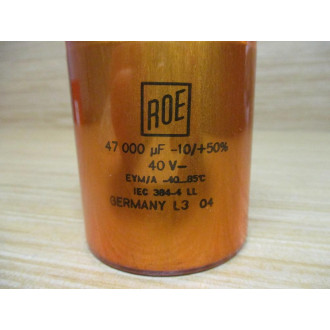 ROE
47 000 µF -10/+50%
40 V-
EYM/A -40...85°C
IEC 384-4 LL
GERMANY L3 04